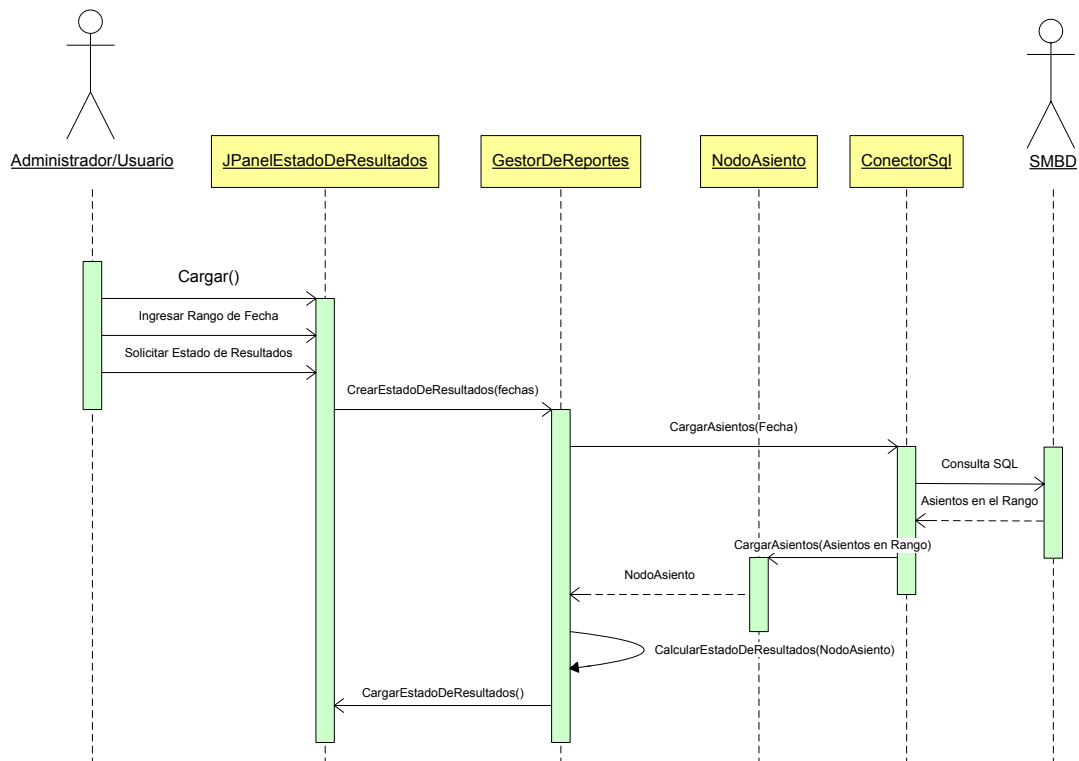 Administrador/Usuario
JPanelEstadoDeResultados
GestorDeReportes
NodoAsiento
ConectorSql
SMBD
Cargar()
Ingresar Rango de Fecha
Solicitar Estado de Resultados
CrearEstadoDeResultados(fechas)
CargarAsientos(Fecha)
Consulta SQL
Asientos en el Rango
CargarAsientos(Asientos en Rango)
NodoAsiento
CalcularEstadoDeResultados(NodoAsiento)
CargarEstadoDeResultados()